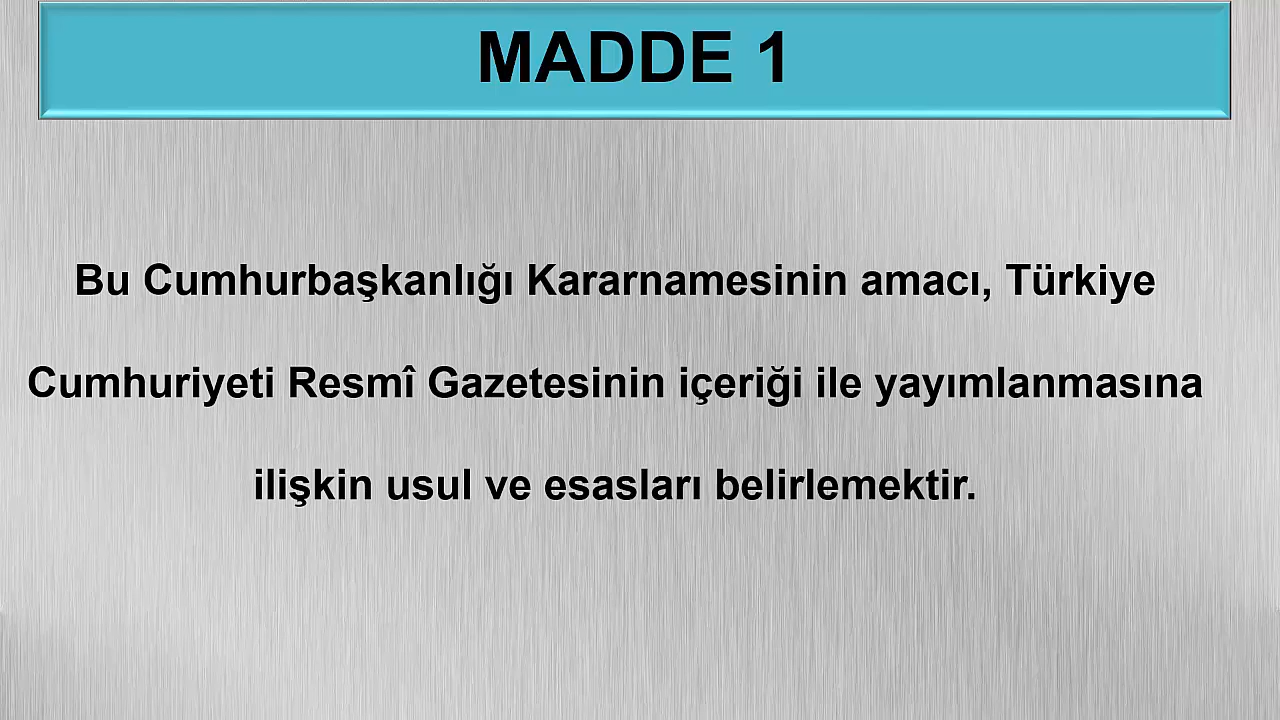 MADDE 1
Bu Cumhurbaşkanlığı Kararnamesinin amacı, Türkiye
Cumhuriyeti Resmî Gazetesinin içeriği ile yayımlanmasına
ilişkin usul ve esasları belirlemektir.